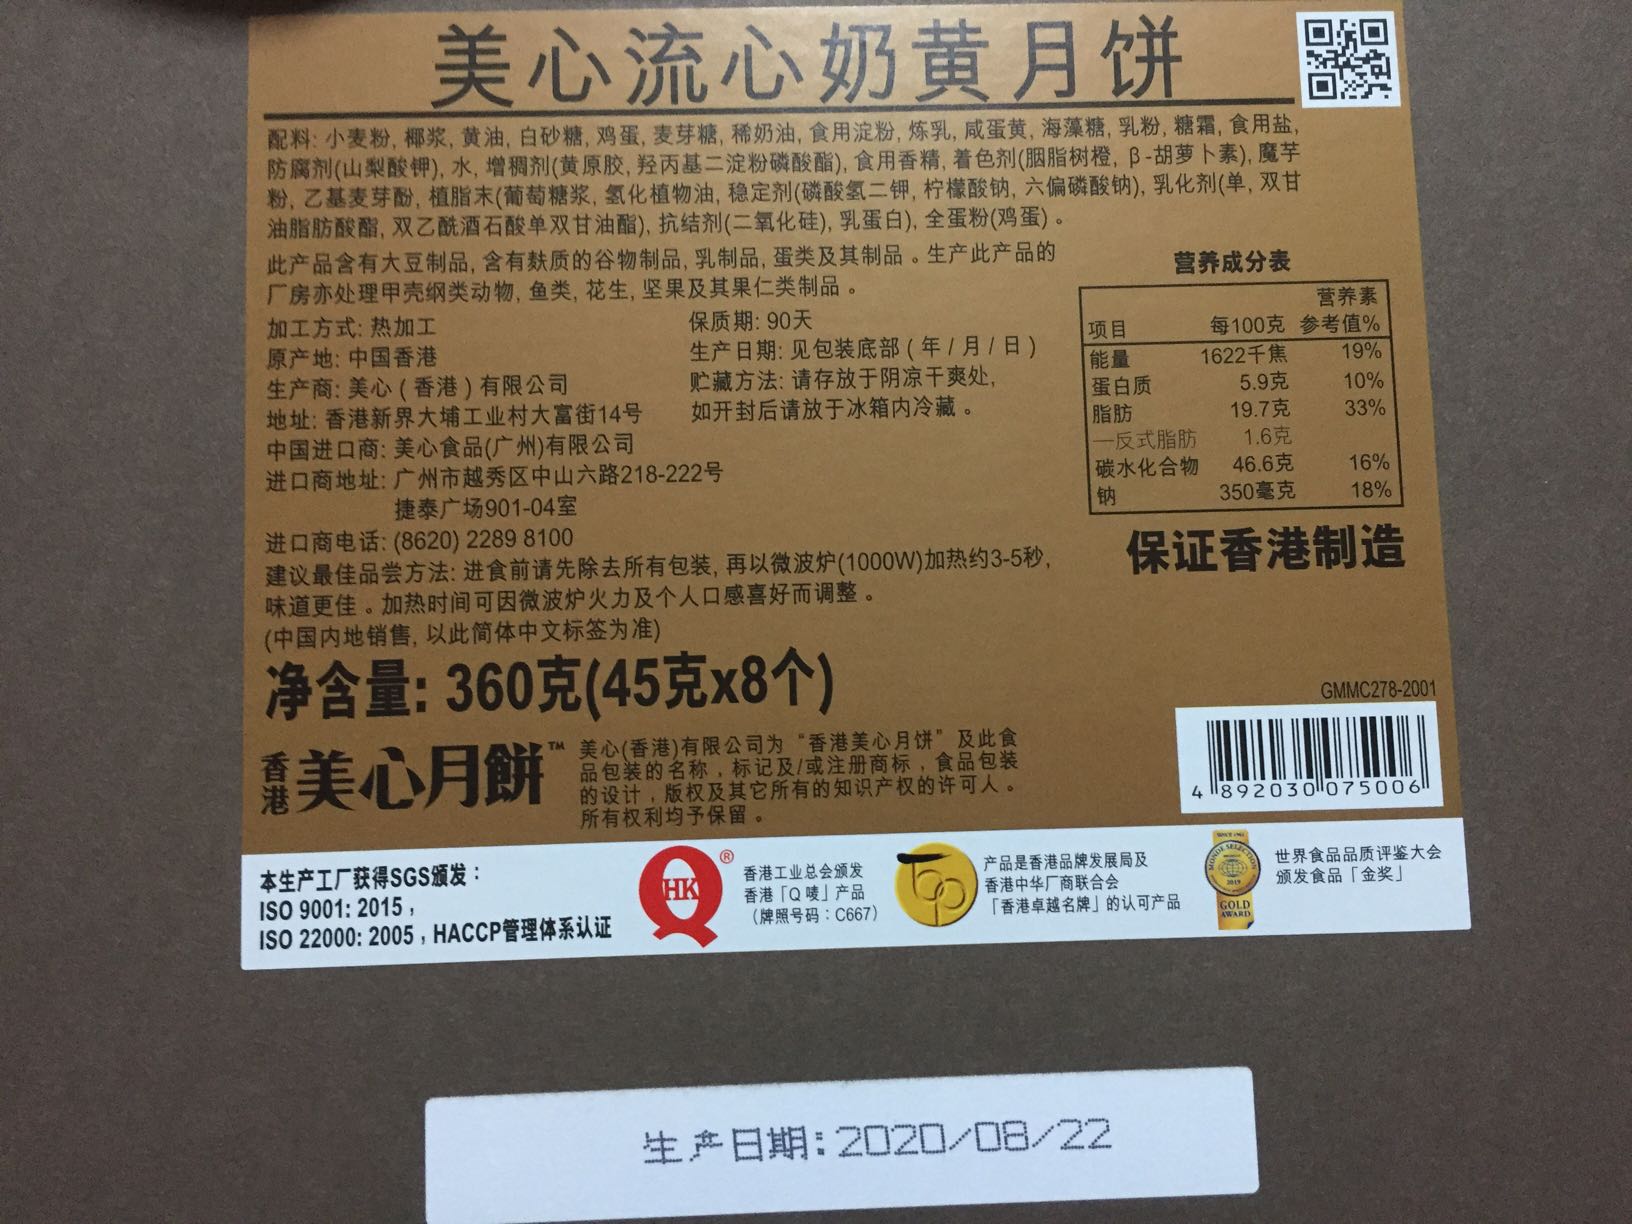 美心流心奶黄月饼
配料: 小麦粉, 椰浆, 黄油, 白砂糖, 鸡蛋, 麦芽糖, 稀奶油, 食用淀粉, 炼乳, 咸蛋黄, 海藻糖, 乳粉, 糖霜, 食用盐,
防腐剂(山梨酸钾), 水, 增稠剂(黄原胶, 羟丙基二淀粉磷酸酯), 食用香精, 着色剂(胭脂树橙, β-胡萝卜素), 魔芋
粉, 乙基麦芽酚, 植脂末(葡萄糖浆, 氢化植物油, 稳定剂(磷酸氢二钾, 柠檬酸钠, 六偏磷酸钠), 乳化剂(单, 双甘
油脂肪酸酯, 双乙酰酒石酸单双甘油酯), 抗结剂(二氧化硅), 乳蛋白), 全蛋粉(鸡蛋)。
此产品含有大豆制品, 含有麸质的谷物制品, 乳制品, 蛋类及其制品。生产此产品的
厂房亦处理甲壳纲类动物, 鱼类, 花生, 坚果及其果仁类制品。
加工方式: 热加工
原产地: 中国香港
生产商: 美心(香港)有限公司
地址: 香港新界大埔工业村大富街14号
中国进口商: 美心食品(广州)有限公司
进口商地址: 广州市越秀区中山六路218-222号
捷泰广场901-04室
进口商电话: (8620) 2289 8100
保质期: 90天
生产日期: 见包装底部(年/月/日)
贮藏方法: 请存放于阴凉干爽处,
如开封后请放于冰箱内冷藏。
建议最佳品尝方法: 进食前请先除去所有包装, 再以微波炉(1000W)加热约3-5秒,
味道更佳。加热时间可因微波炉火力及个人口感喜好而调整。
(中国内地销售, 以此简体中文标签为准)
净含量: 360克(45克x8个)
营养成分表
项目 每100克 营养素参考值%
能量 1622千焦 19%
蛋白质 5.9克 10%
脂肪 19.7克 33%
—反式脂肪 1.6克
碳水化合物 46.6克 16%
钠 350毫克 18%
保证香港制造
GMMC278-2001
4 892030 075006
香港美心月餅™
美心(香港)有限公司为“香港美心月饼”及此食
品包装的名称，标记及/或注册商标，食品包装
的设计，版权及其它所有的知识产权的许可人。
所有权利均予保留。
本生产工厂获得SGS颁发：
ISO 9001: 2015，
ISO 22000: 2005，HACCP管理体系认证
HK
®
香港工业总会颁发
香港「Q 唛」产品
（牌照号码：C667）
产品是香港品牌发展局及
香港中华厂商联合会
「香港卓越名牌」的认可产品
SINCE 1961
MONDE SELECTION
2019
GOLD
AWARD
世界食品品质评鉴大会
颁发食品「金奖」
生产日期:2020/08/22